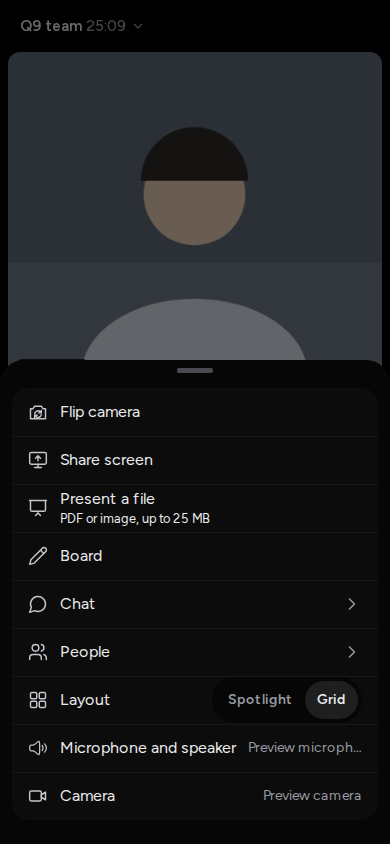 Q9 team 25:09
Flip camera
Share screen
Present a file
PDF or image, up to 25 MB
Board
Chat
People
Layout Spotlight Grid
Microphone and speaker Preview microph...
Camera Preview camera